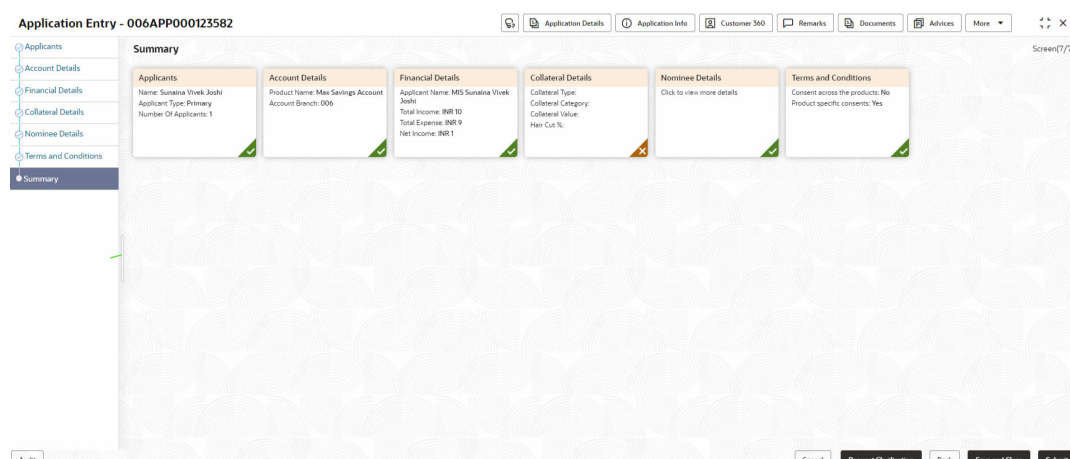 Application Entry - 006APP000123582
Application Details
Application Info
Customer 360
Remarks
Documents
Advices
More
Applicants
Account Details
Financial Details
Collateral Details
Nominee Details
Terms and Conditions
Summary
Summary
Screen(7/7
Applicants
Name: Sunaina Vivek Joshi
Applicant Type: Primary
Number Of Applicants: 1
Account Details
Product Name: Max Savings Account
Account Branch: 006
Financial Details
Applicant Name: MIS Sunaina Vivek
Joshi
Total Income: INR 10
Total Expense: INR 9
Net Income: INR 1
Collateral Details
Collateral Type:
Collateral Category:
Collateral Value:
Hair Cut %:
Nominee Details
Click to view more details
Terms and Conditions
Consent across the products: No
Product specific consents: Yes